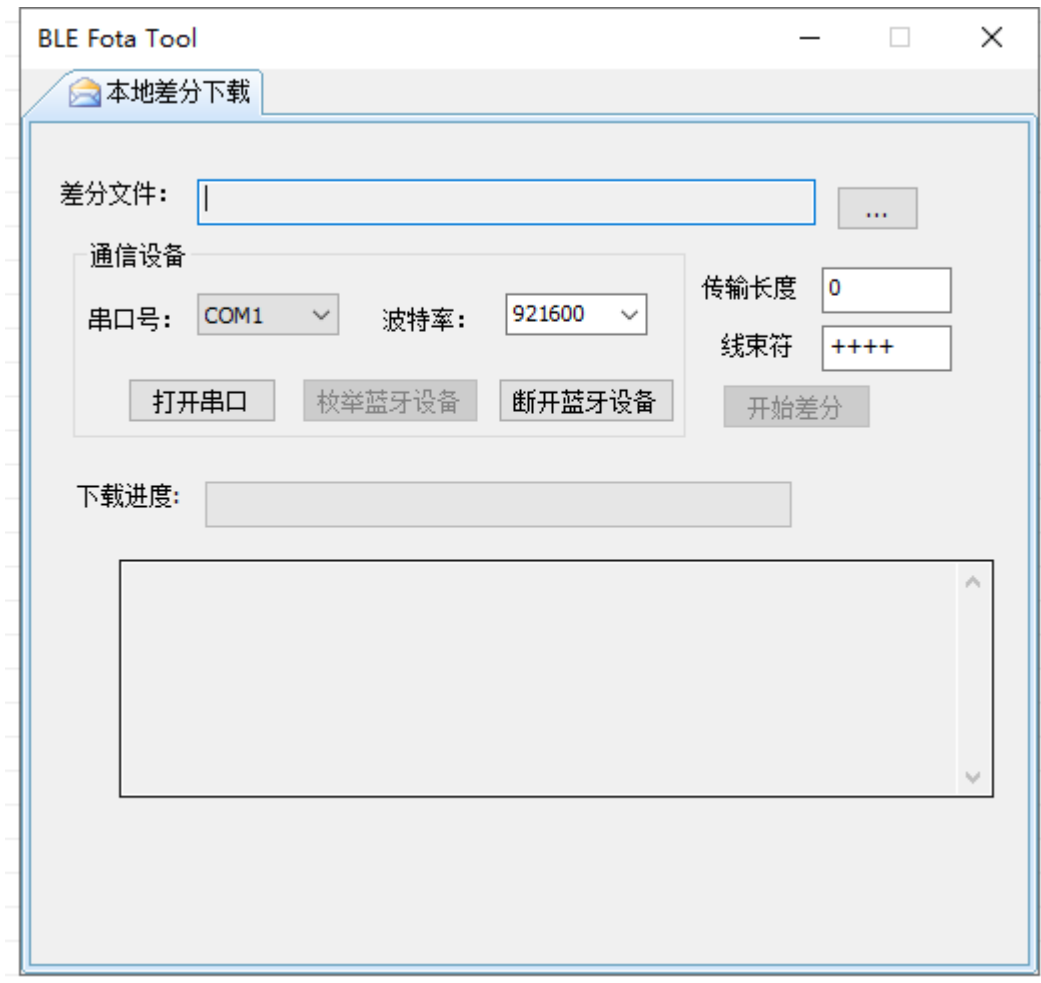 BLE Fota Tool
本地差分下载
差分文件：
...
通信设备
串口号： COM1 波特率： 921600
传输长度 0
线束符 ++++
打开串口 枚举蓝牙设备 断开蓝牙设备 开始差分
下载进度: